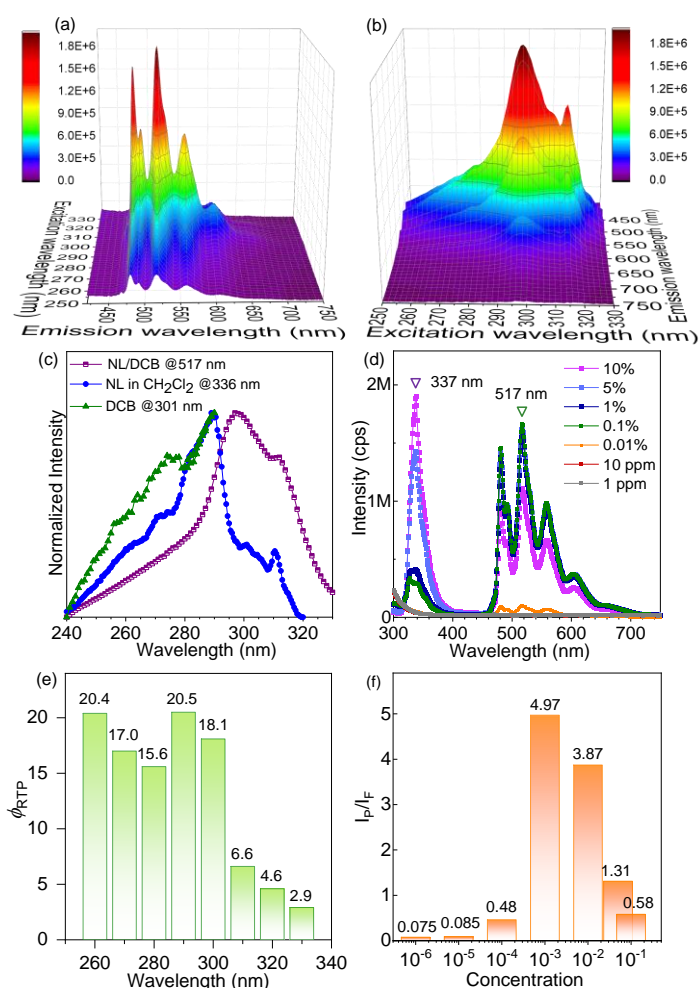 (a)
1.8E+6
1.5E+6
1.2E+6
9.0E+5
6.0E+5
3.0E+5
0.0
Excitation wavelength (nm)
330
320
310
300
290
280
270
260
250
450
500
550
600
650
700
750
Emission wavelength (nm)
(b)
1.8E+6
1.5E+6
1.2E+6
9.0E+5
6.0E+5
3.0E+5
0.0
Emission wavelength (nm)
450
500
550
600
650
700
750
250
260
270
280
290
300
310
320
330
Excitation wavelength (nm)
(c)
NL/DCB @517 nm
NL in CH₂Cl₂ @336 nm
DCB @301 nm
Normalized Intensity
240 260 280 300 320
Wavelength (nm)
(d)
337 nm
517 nm
10%
5%
1%
0.1%
0.01%
10 ppm
1 ppm
Intensity (cps)
2M
1M
0
300 400 500 600 700
Wavelength (nm)
(e)
20.4
17.0
15.6
20.5
18.1
6.6
4.6
2.9
ϕRTP
20
15
10
5
0
260 280 300 320 340
Wavelength (nm)
(f)
0.075
0.085
0.48
4.97
3.87
1.31
0.58
IP/IF
5
4
3
2
1
0
10⁻⁶ 10⁻⁵ 10⁻⁴ 10⁻³ 10⁻² 10⁻¹
Concentration